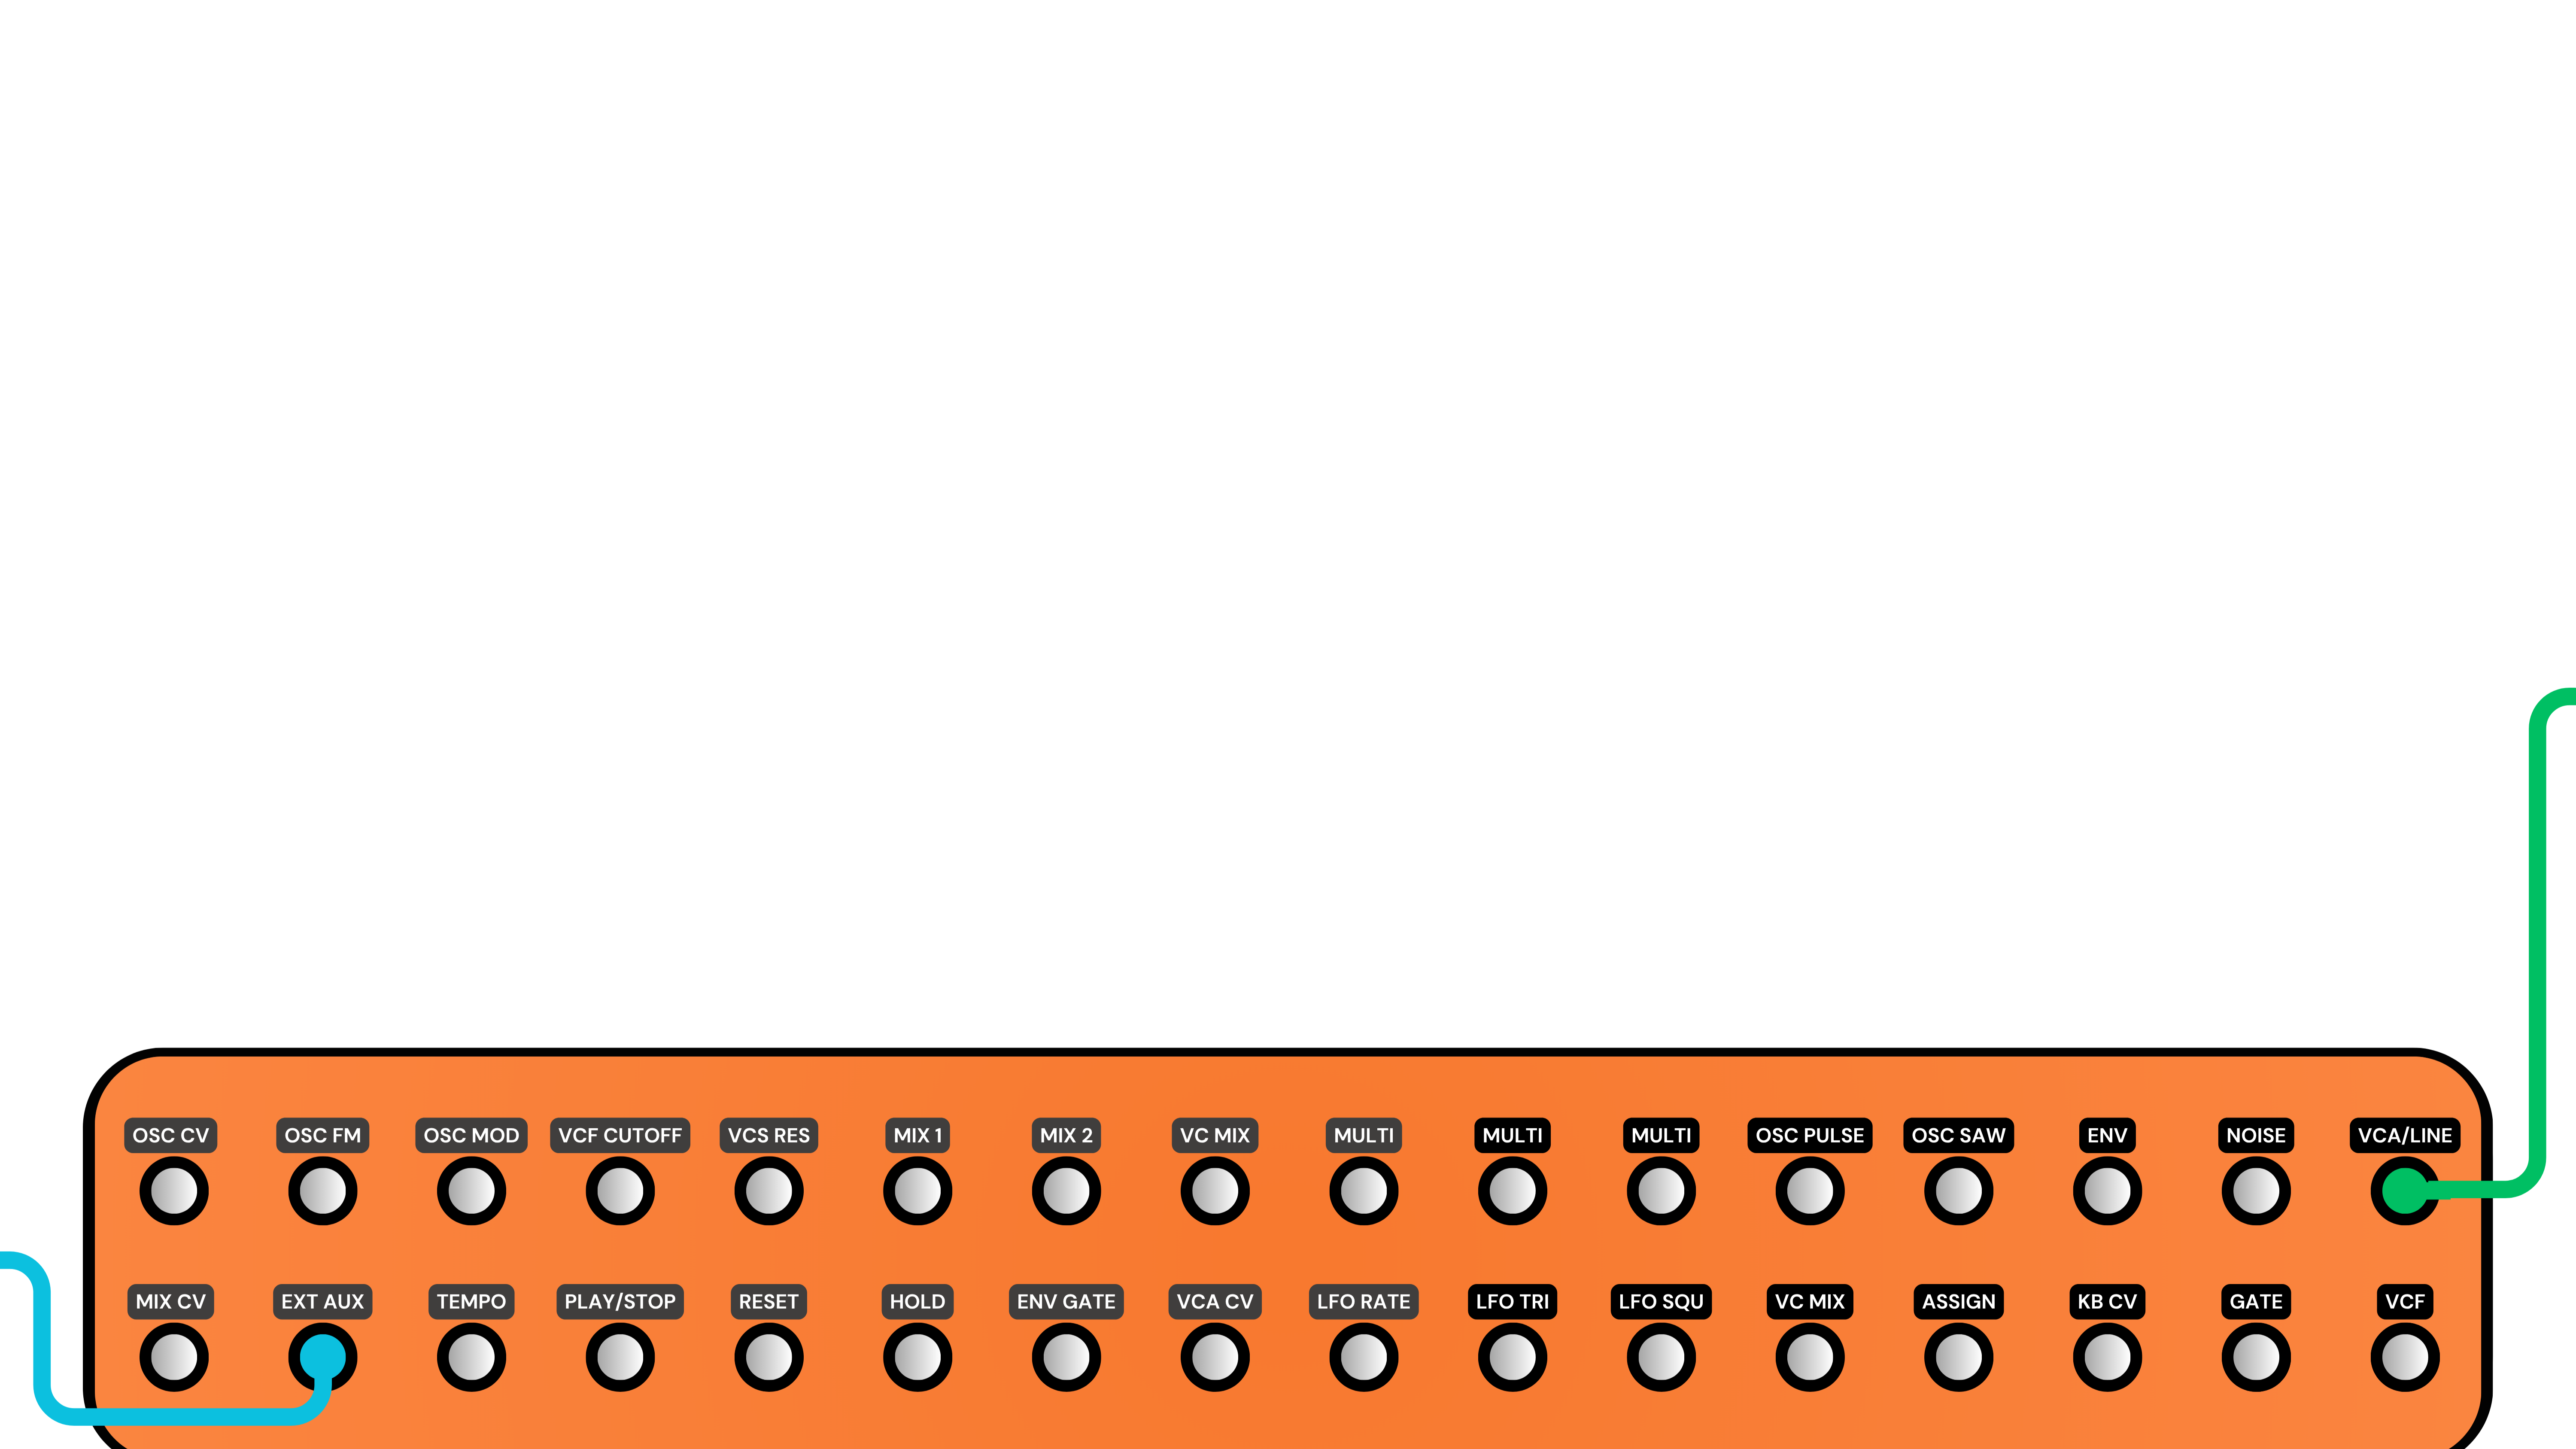 OSC CV OSC FM OSC MOD VCF CUTOFF VCS RES MIX 1 MIX 2 VC MIX MULTI MULTI MULTI OSC PULSE OSC SAW ENV NOISE VCA/LINE
MIX CV EXT AUX TEMPO PLAY/STOP RESET HOLD ENV GATE VCA CV LFO RATE LFO TRI LFO SQU VC MIX ASSIGN KB CV GATE VCF